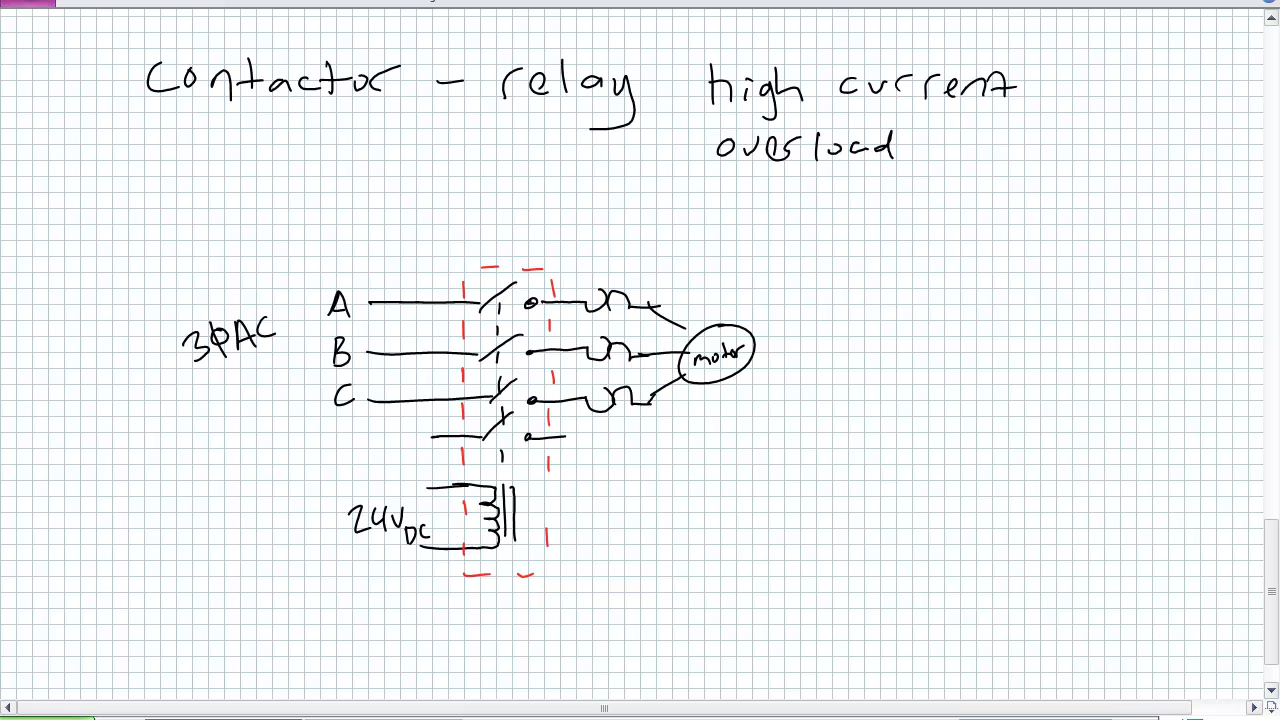 contactor - relay high current
overload
A
3ΦAC
B
motor
C
24VDC